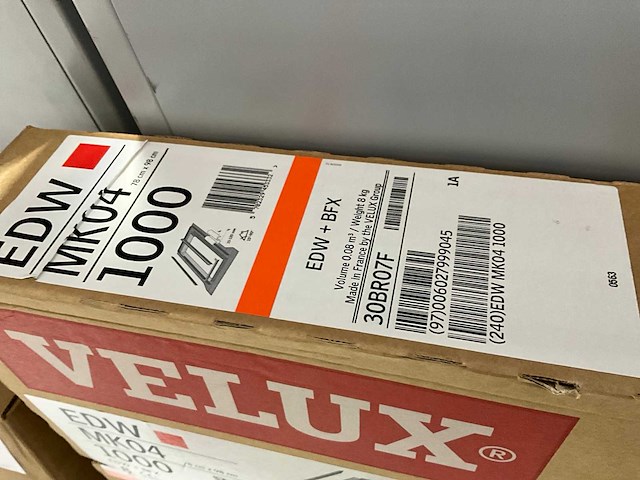 EDW
MK04
78 cm x 98 cm
1000
EDW + BFX
Volume 0.08 m³ / Weight 8 kg
Made in France by the VELUX Group
30BR07F
(97)006027999045
(240)EDW MK04 1000
1A
0563
VELUX®
EDW
MK04
1000